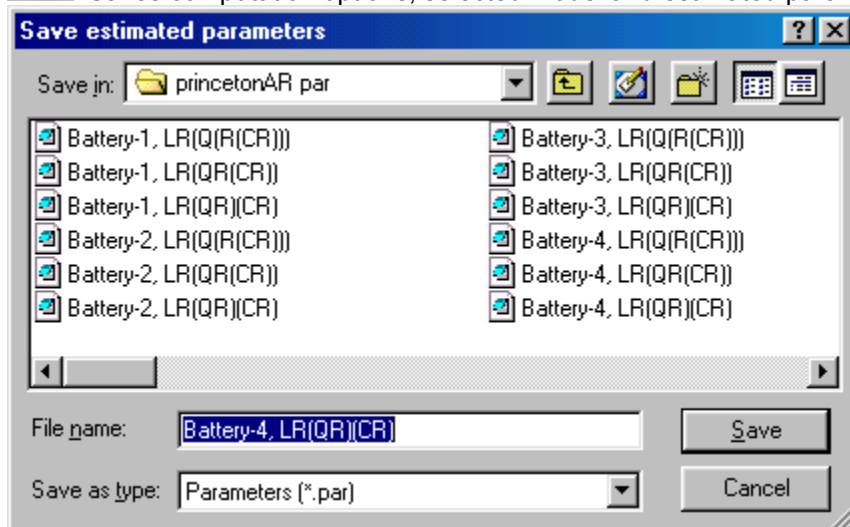 Save estimated parameters
Save in: princetonAR par
Battery-1, LR(Q(R(CR)))
Battery-1, LR(QR(CR))
Battery-1, LR(QR)(CR)
Battery-2, LR(Q(R(CR)))
Battery-2, LR(QR(CR))
Battery-2, LR(QR)(CR)
Battery-3, LR(Q(R(CR)))
Battery-3, LR(QR(CR))
Battery-3, LR(QR)(CR)
Battery-4, LR(Q(R(CR)))
Battery-4, LR(QR(CR))
Battery-4, LR(QR)(CR)
File name: Battery-4, LR(QR)(CR)
Save
Save as type: Parameters (*.par)
Cancel